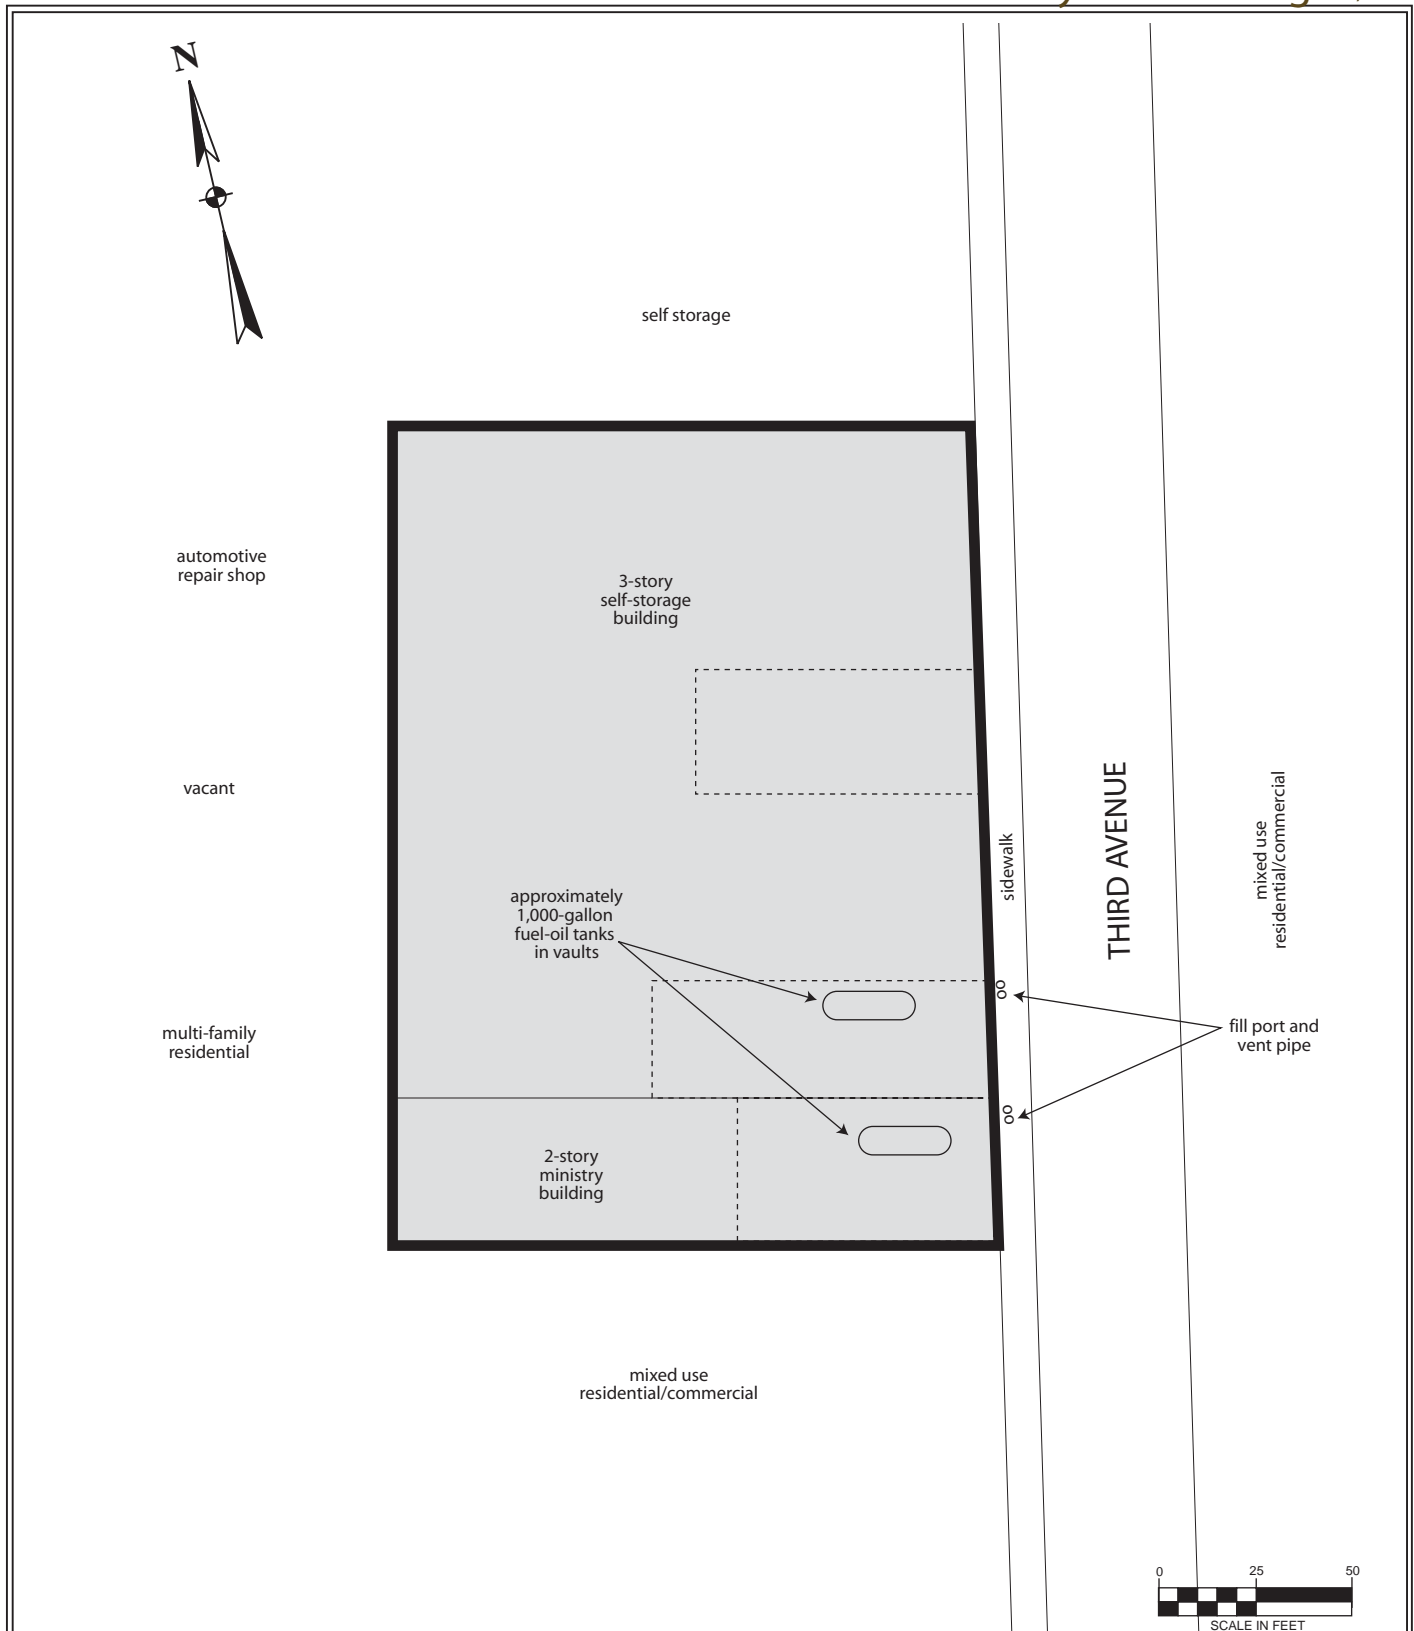 N
self storage
automotive
repair shop
3-story
self-storage
building
vacant
sidewalk
THIRD AVENUE
mixed use
residential/commercial
approximately
1,000-gallon
fuel-oil tanks
in vaults
multi-family
residential
fill port and
vent pipe
2-story
ministry
building
mixed use
residential/commercial
0 25 50
SCALE IN FEET